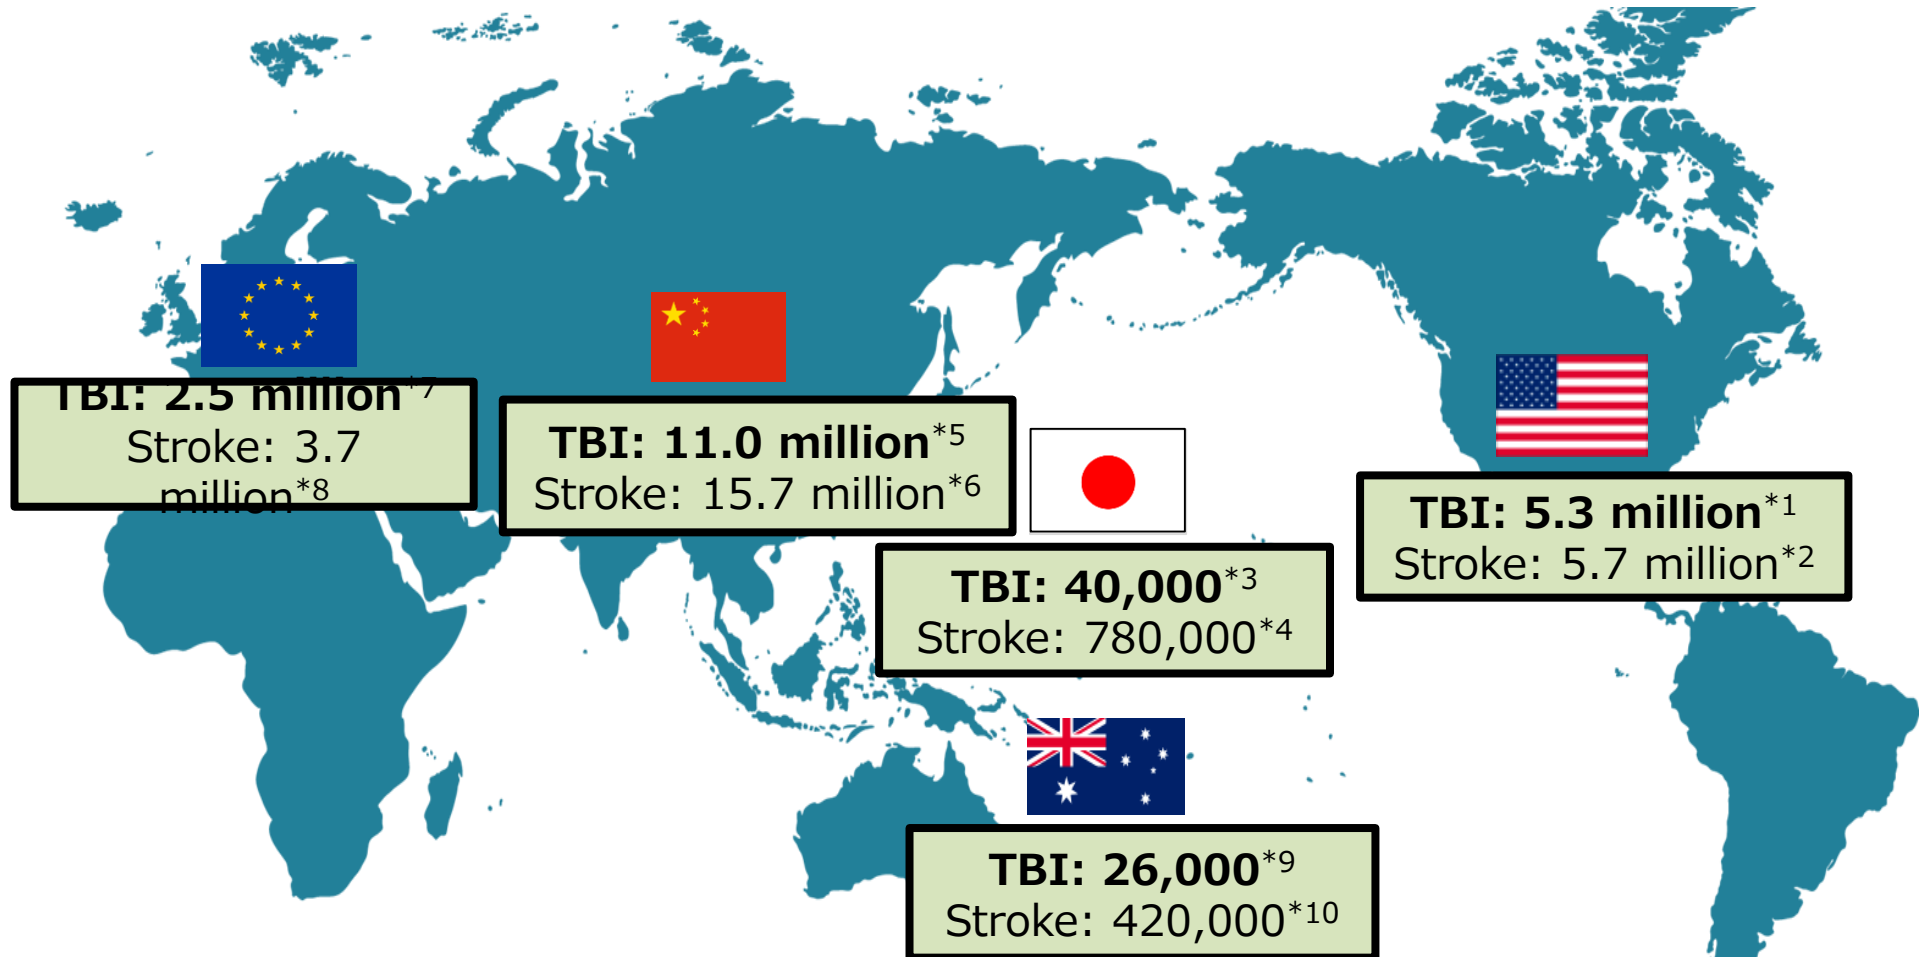 TBI: 2.5 million*7
Stroke: 3.7
million*8
TBI: 11.0 million*5
Stroke: 15.7 million*6
TBI: 40,000*3
Stroke: 780,000*4
TBI: 5.3 million*1
Stroke: 5.7 million*2
TBI: 26,000*9
Stroke: 420,000*10